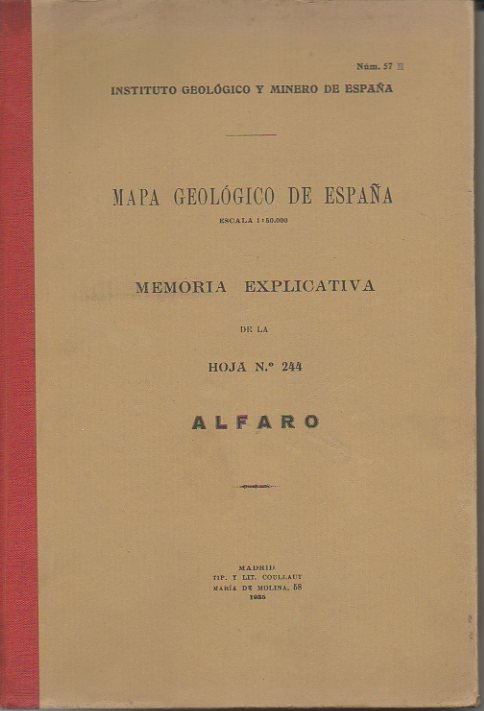 Núm. 57
INSTITUTO GEOLÓGICO Y MINERO DE ESPAÑA
MAPA GEOLÓGICO DE ESPAÑA
ESCALA 1:50.000
MEMORIA EXPLICATIVA
DE LA
HOJA N.º 244
ALFARO
MADRID
TIP. Y LIT. COULLAUT
MARÍA DE MOLINA, 58